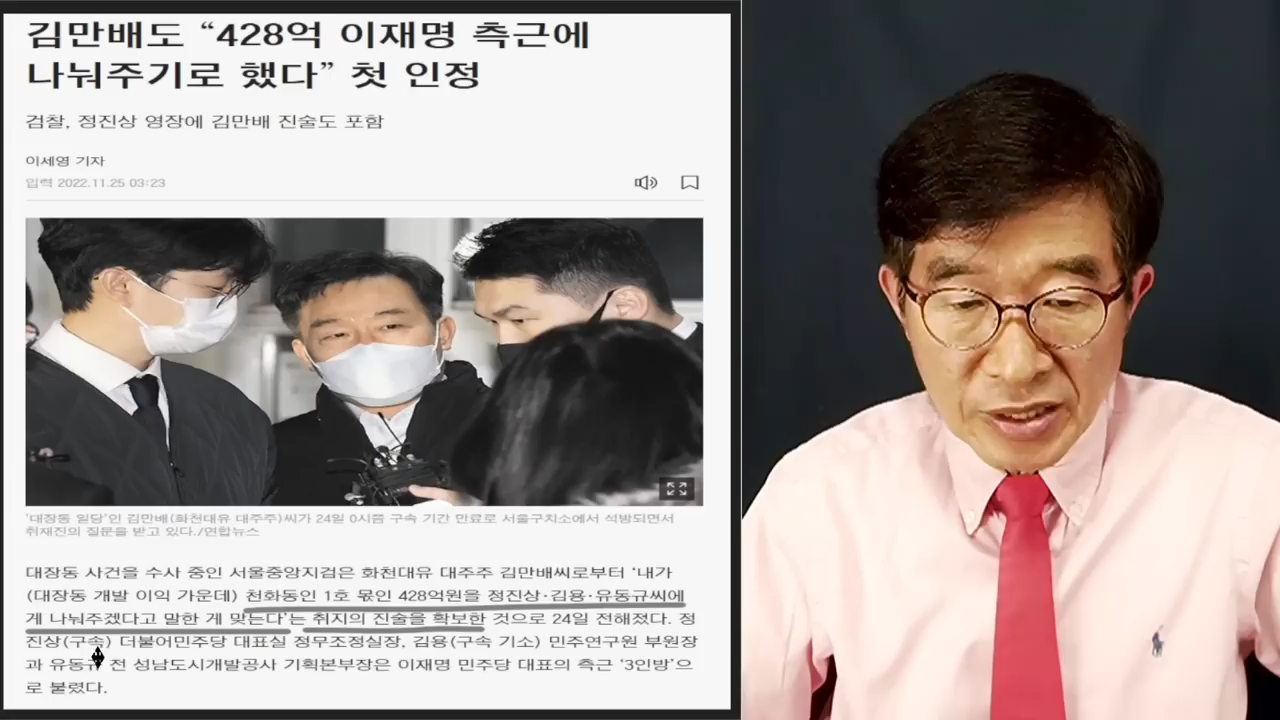 김만배도 “428억 이재명 측근에
나눠주기로 했다” 첫 인정
검찰, 정진상 영장에 김만배 진술도 포함
이세영 기자
입력 2022.11.25 03:23
'대장동 일당'인 김만배(화천대유 대주주)씨가 24일 0시쯤 구속 기간 만료로 서울구치소에서 석방되면서
취재진의 질문을 받고 있다./연합뉴스
대장동 사건을 수사 중인 서울중앙지검은 화천대유 대주주 김만배씨로부터 ‘내가
(대장동 개발 이익 가운데) 천화동인 1호 몫인 428억원을 정진상·김용·유동규씨에
게 나눠주겠다고 말한 게 맞는다’는 취지의 진술을 확보한 것으로 24일 전해졌다. 정
진상(구속) 더불어민주당 대표실 정무조정실장, 김용(구속 기소) 민주연구원 부원장
과 유동규 전 성남도시개발공사 기획본부장은 이재명 민주당 대표의 측근 ‘3인방’으
로 불렸다.